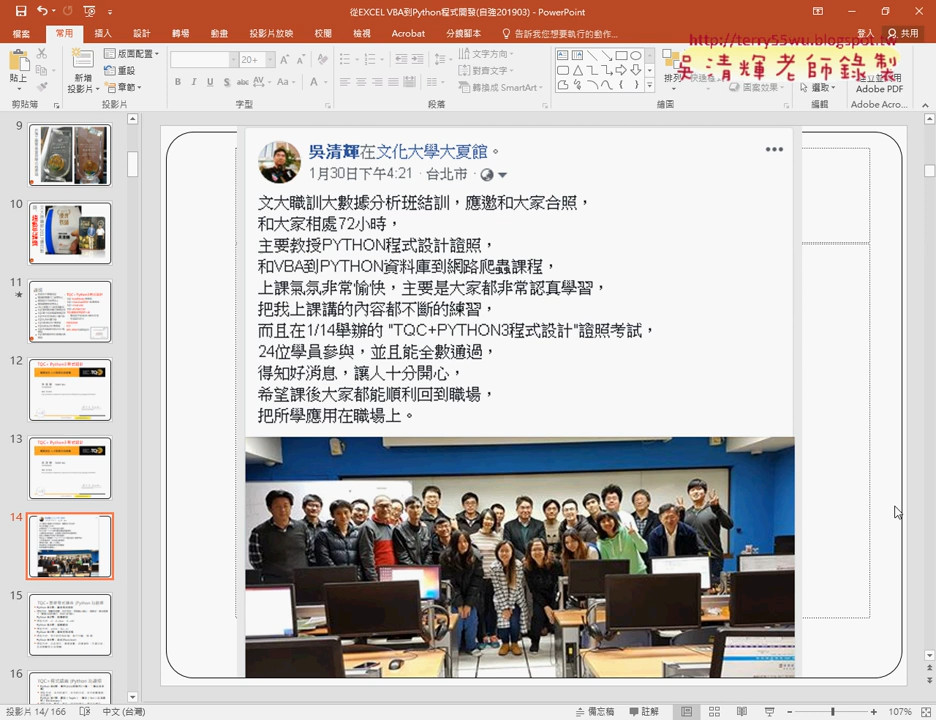 從EXCEL VBA到Python程式開發(自強201903) - PowerPoint
檔案 常用 插入 設計 轉場 動畫 投影片放映 校閱 檢視 Acrobat 分鏡腳本 告訴我您想要做的動作... 登入 共用
http://terry55wu.blogspot.tw
吳清輝老師錄製
貼上
新增投影片
版面配置
重設
章節
20+
文字方向
對齊文字
轉換成 SmartArt
排列
圖案效果
選取
Adobe PDF
剪貼簿 投影片 字型 段落 繪圖 編輯 Adobe Acro...
9
10
11
12
13
14
15
16
吳清輝在文化大學大夏館。
1月30日下午4:21 · 台北市 ·
文大職訓大數據分析班結訓，應邀和大家合照，
和大家相處72小時，
主要教授PYTHON程式設計證照，
和VBA到PYTHON資料庫到網路爬蟲課程，
上課氣氛非常愉快，主要是大家都非常認真學習，
把我上課講的內容都不斷的練習，
而且在1/14舉辦的 "TQC+PYTHON3程式設計"證照考試，
24位學員參與，並且能全數通過，
得知好消息，讓人十分開心，
希望課後大家都能順利回到職場，
把所學應用在職場上。
投影片 14/166 中文 (台灣) 備忘稿 註解 107%